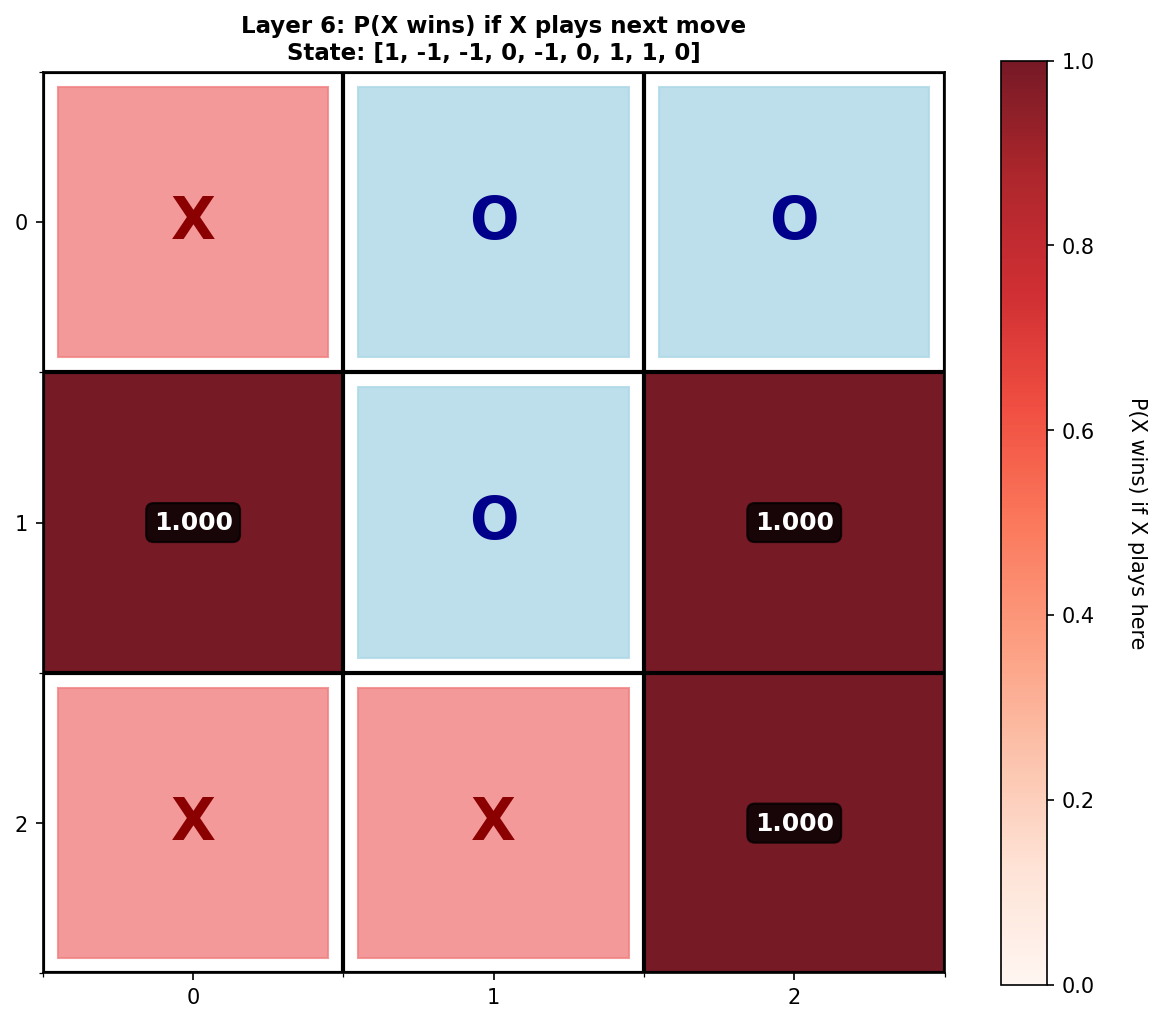 Layer 6: P(X wins) if X plays next move
State: [1, -1, -1, 0, -1, 0, 1, 1, 0]
X O O
1.000 O 1.000
X X 1.000
0
1
2
0 1 2
1.0
0.8
0.6
0.4
0.2
0.0
P(X wins) if X plays here